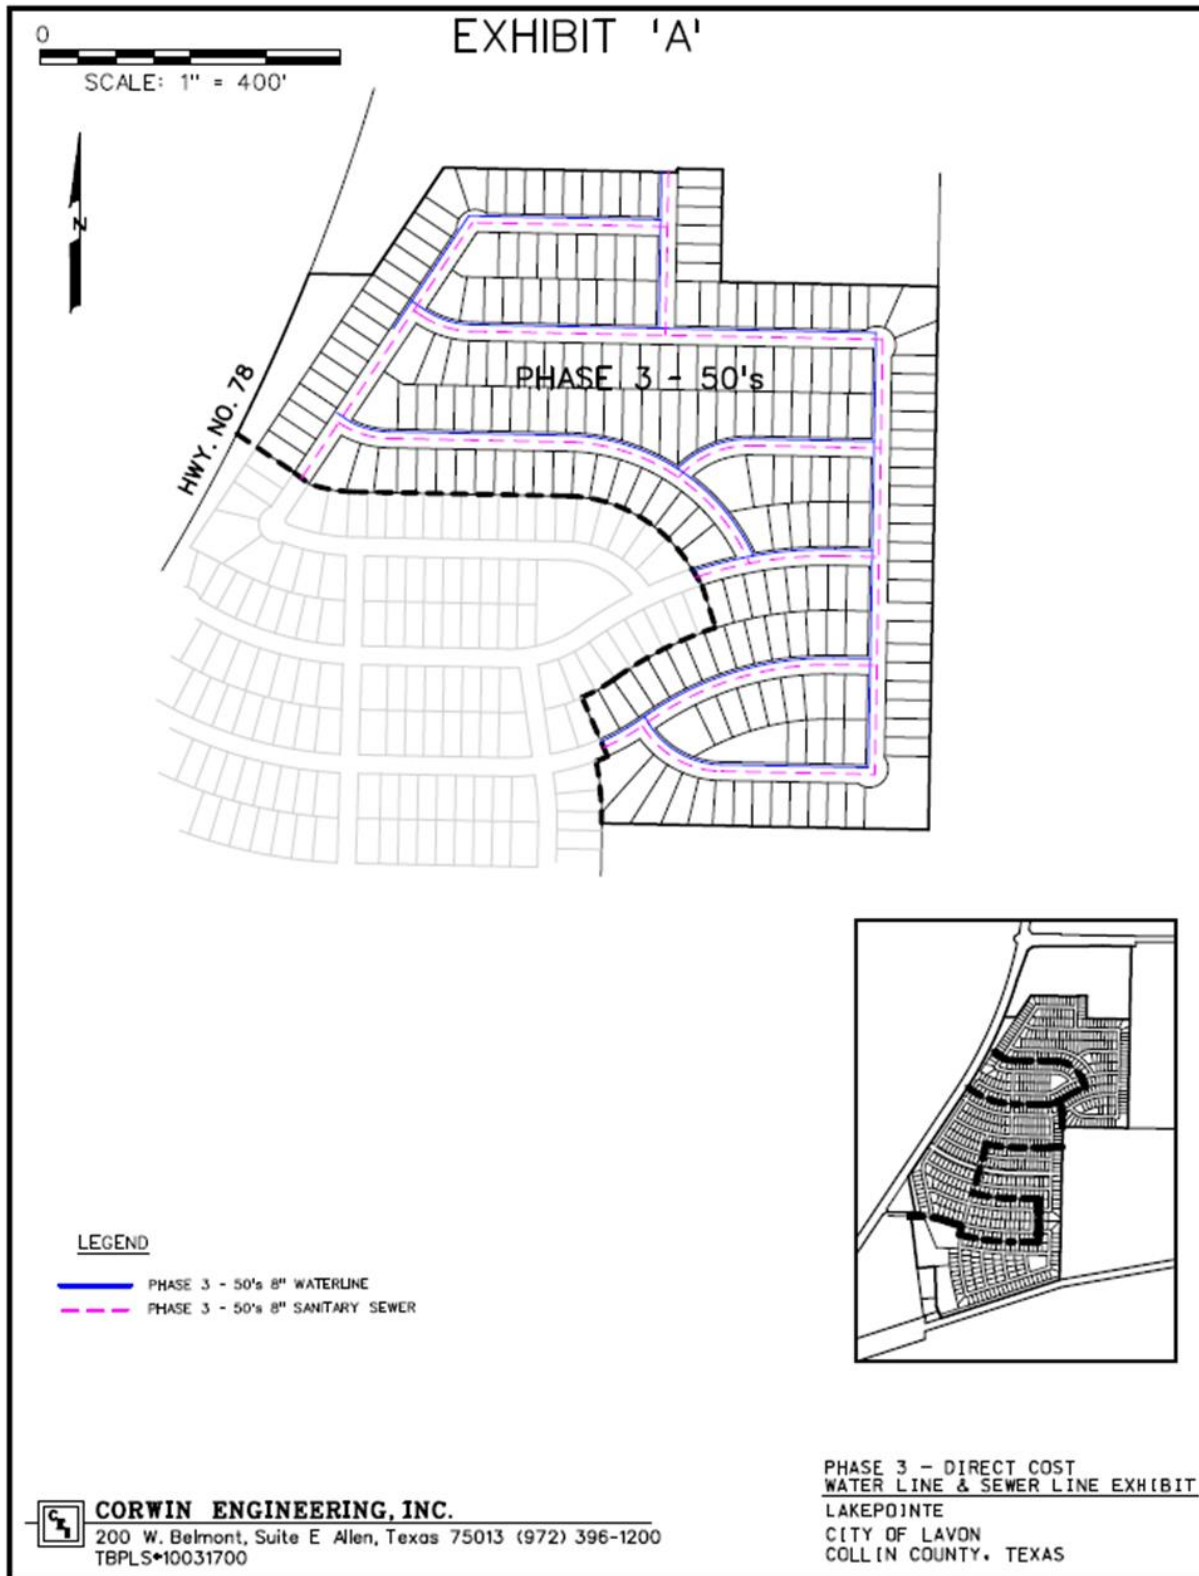 EXHIBIT 'A'
0
SCALE: 1" = 400'
N
HWY. NO. 78
PHASE 3 - 50's
LEGEND
PHASE 3 - 50's 8" WATERLINE
PHASE 3 - 50's 8" SANITARY SEWER
CEI
CORWIN ENGINEERING, INC.
200 W. Belmont, Suite E Allen, Texas 75013 (972) 396-1200
TBPLS#10031700
PHASE 3 - DIRECT COST
WATER LINE & SEWER LINE EXHIBIT
LAKEPOINTE
CITY OF LAVON
COLLIN COUNTY, TEXAS